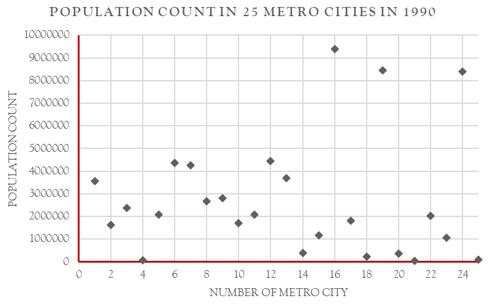 POPULATION COUNT IN 25 METRO CITIES IN 1990
10000000
9000000
8000000
7000000
6000000
5000000
4000000
3000000
2000000
1000000
0
POPULATION COUNT
0 2 4 6 8 10 12 14 16 18 20 21 22 24
NUMBER OF METRO CITY